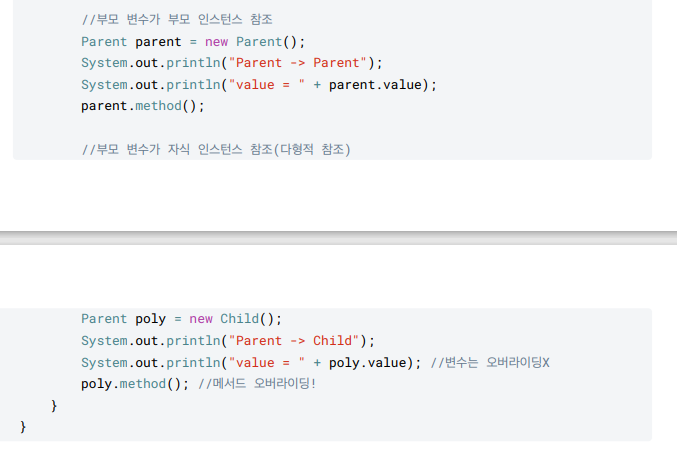 //부모 변수가 부모 인스턴스 참조
Parent parent = new Parent();
System.out.println("Parent -> Parent");
System.out.println("value = " + parent.value);
parent.method();
//부모 변수가 자식 인스턴스 참조(다형적 참조)
Parent poly = new Child();
System.out.println("Parent -> Child");
System.out.println("value = " + poly.value); //변수는 오버라이딩X
poly.method(); //메서드 오버라이딩!
}
}